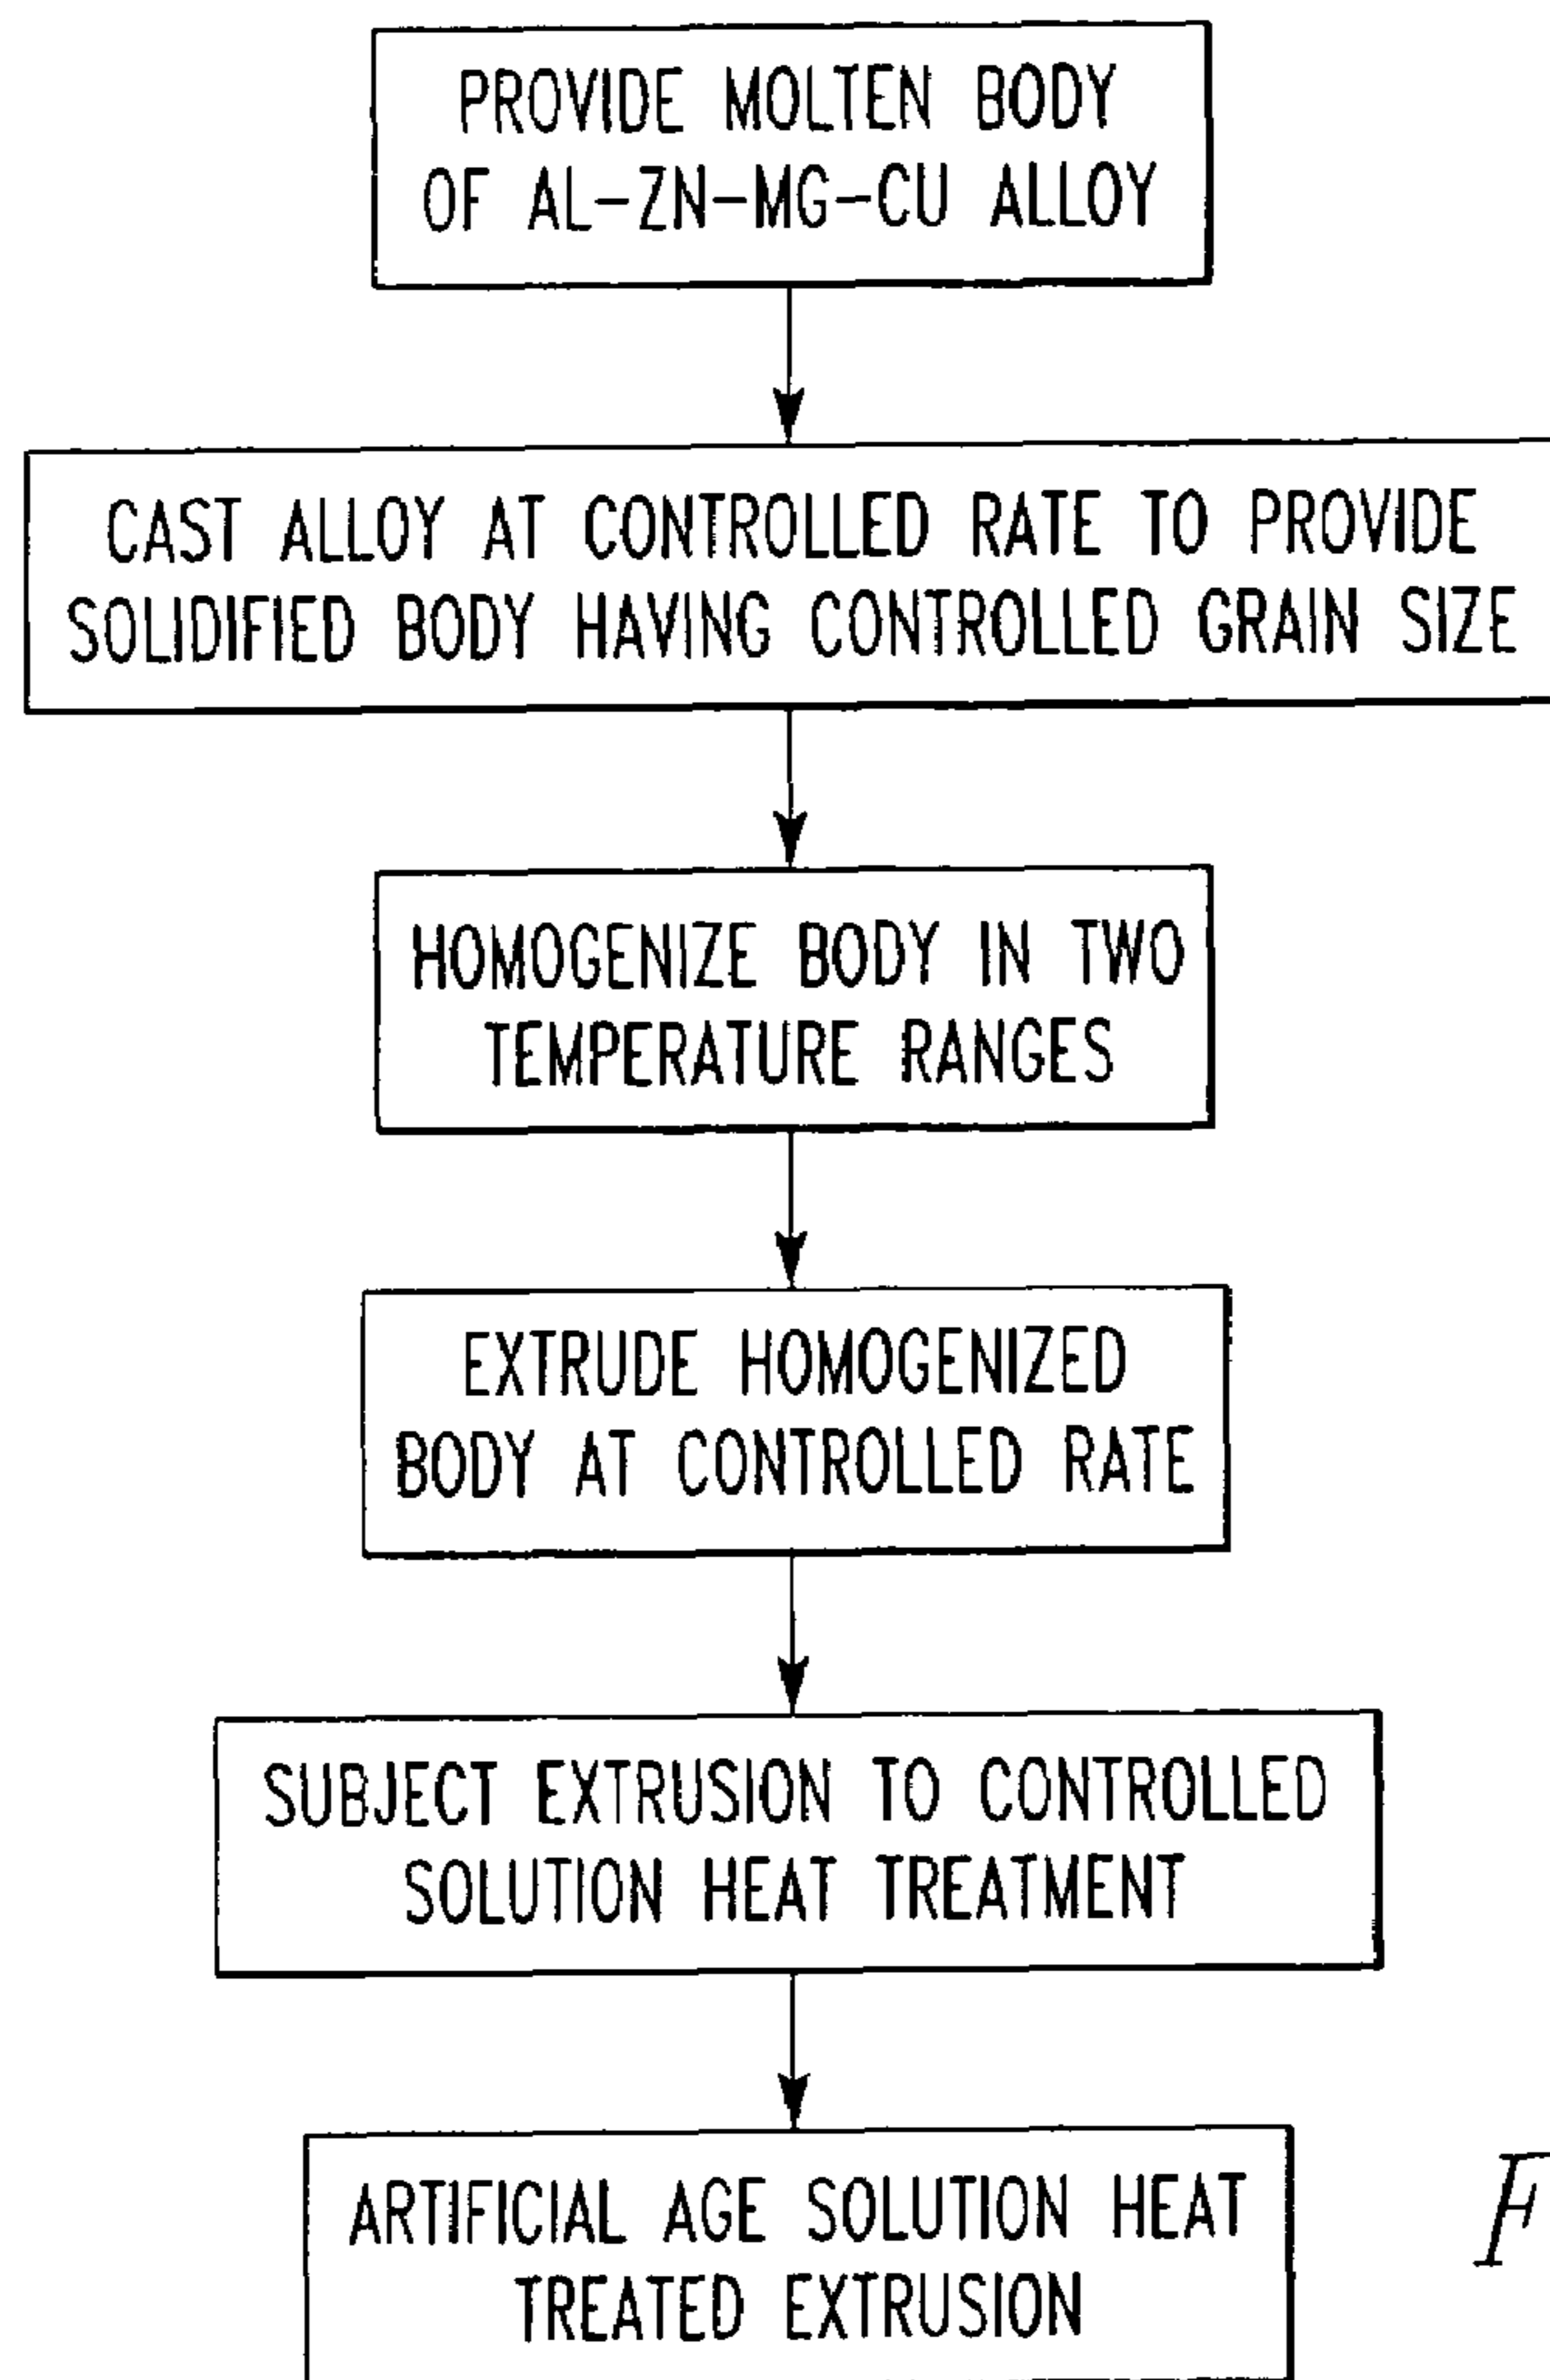 PROVIDE MOLTEN BODY
OF AL-ZN-MG-CU ALLOY
CAST ALLOY AT CONTROLLED RATE TO PROVIDE
SOLIDIFIED BODY HAVING CONTROLLED GRAIN SIZE
HOMOGENIZE BODY IN TWO
TEMPERATURE RANGES
EXTRUDE HOMOGENIZED
BODY AT CONTROLLED RATE
SUBJECT EXTRUSION TO CONTROLLED
SOLUTION HEAT TREATMENT
ARTIFICIAL AGE SOLUTION HEAT
TREATED EXTRUSION